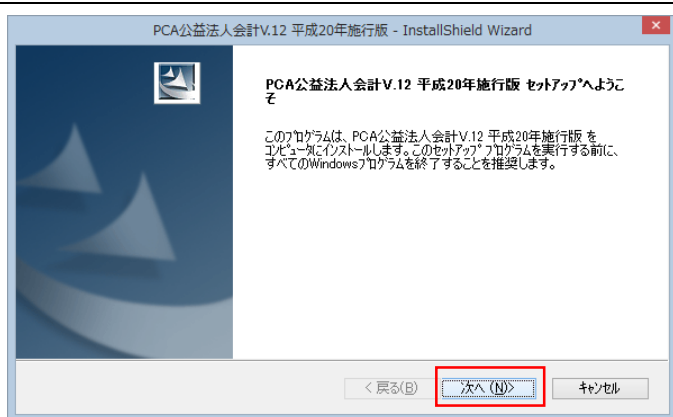 PCA公益法人会計V.12 平成20年施行版 - InstallShield Wizard
PCA公益法人会計V.12 平成20年施行版 ｾｯﾄｱｯﾌﾟへようこ
そ
このﾌﾟﾛｸﾞﾗﾑは、PCA公益法人会計V.12 平成20年施行版 を
ｺﾝﾋﾟｭｰﾀにｲﾝｽﾄｰﾙします。このｾｯﾄｱｯﾌﾟ ﾌﾟﾛｸﾞﾗﾑを実行する前に、
すべてのWindowsﾌﾟﾛｸﾞﾗﾑを終了することを推奨します。
< 戻る(B) 次へ (N)> ｷｬﾝｾﾙ